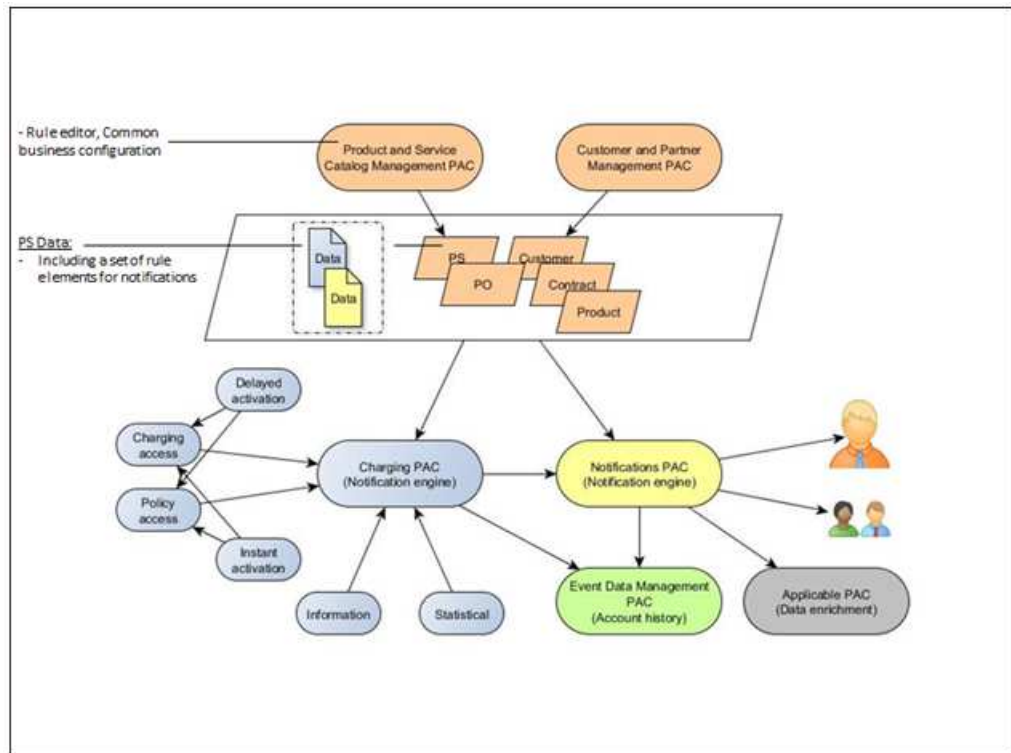 - Rule editor, Common
business configuration
Product and Service
Catalog Management PAC
Customer and Partner
Management PAC
PS Data:
- Including a set of rule
elements for notifications
Data
Data
PS
PO
Customer
Contract
Product
Delayed
activation
Charging
access
Policy
access
Instant
activation
Charging PAC
(Notification engine)
Notifications PAC
(Notification engine)
Information
Statistical
Event Data Management
PAC
(Account history)
Applicable PAC
(Data enrichment)